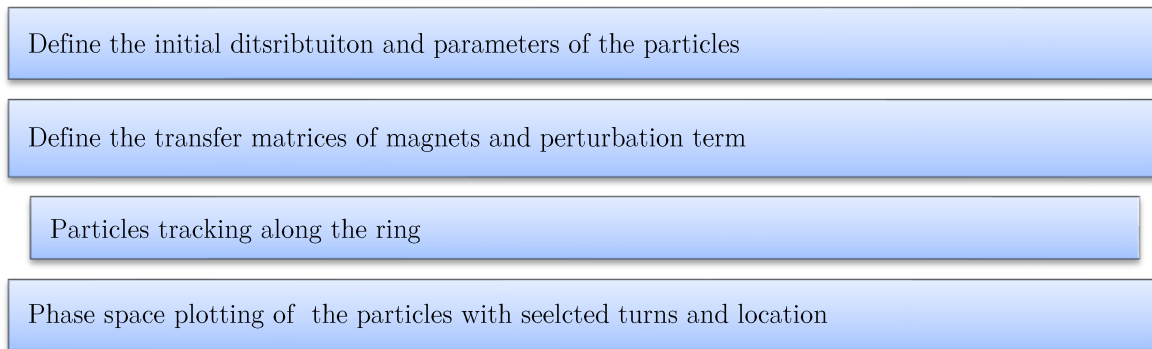 Define the initial ditsribtuiton and parameters of the particles
Define the transfer matrices of magnets and perturbation term
Particles tracking along the ring
Phase space plotting of  the particles with seelcted turns and location